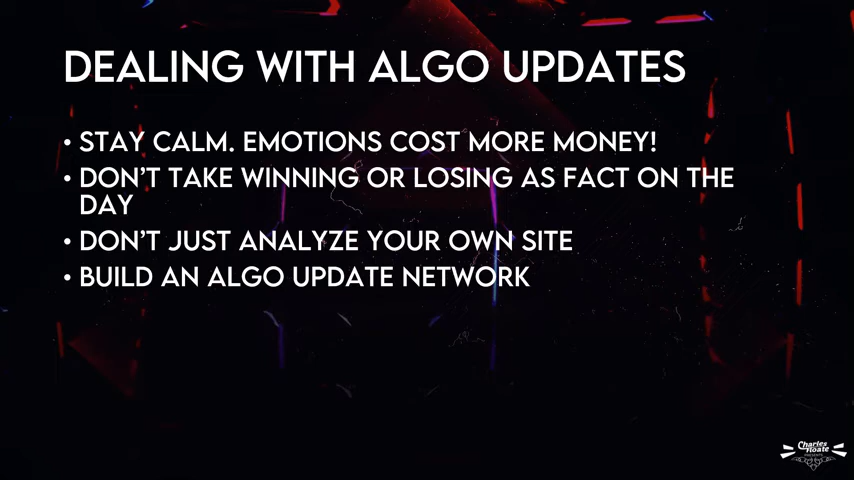 DEALING WITH ALGO UPDATES
• STAY CALM. EMOTIONS COST MORE MONEY!
• DON'T TAKE WINNING OR LOSING AS FACT ON THE
DAY
• DON'T JUST ANALYZE YOUR OWN SITE
• BUILD AN ALGO UPDATE NETWORK
Charles
Floate
PRESENTS